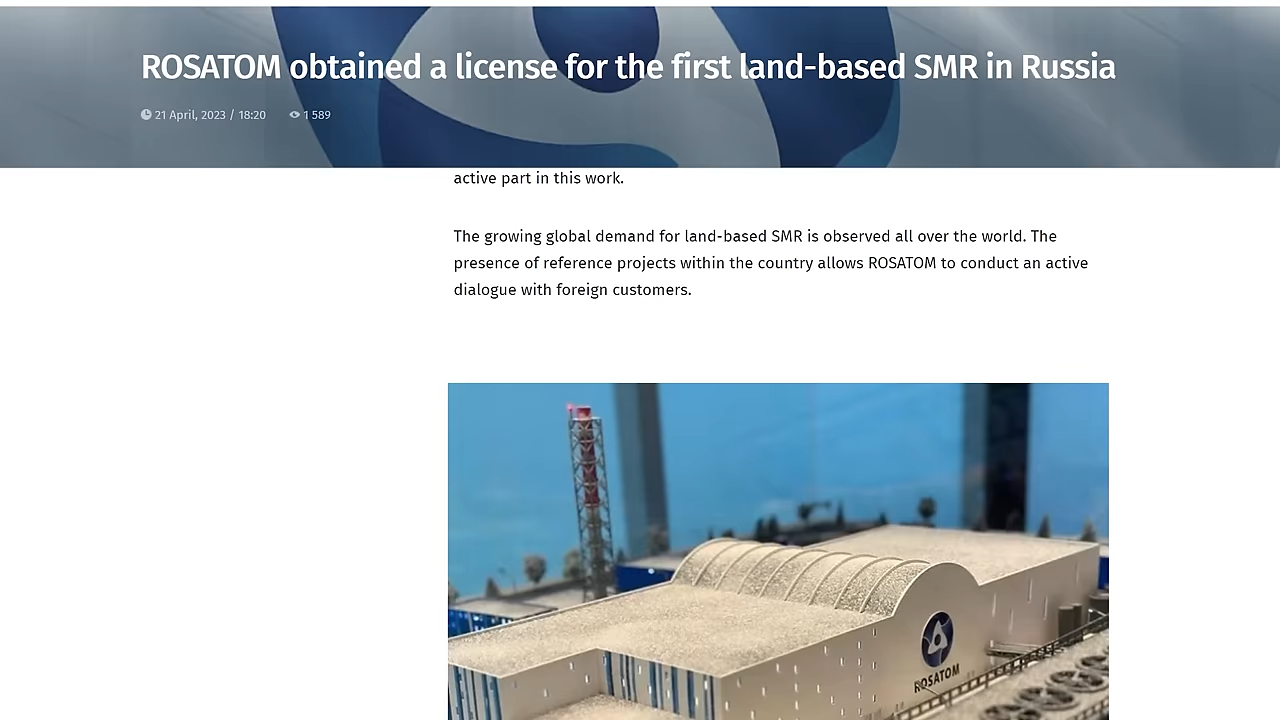 ROSATOM obtained a license for the first land-based SMR in Russia
21 April, 2023 / 18:20 1 589
active part in this work.
The growing global demand for land-based SMR is observed all over the world. The
presence of reference projects within the country allows ROSATOM to conduct an active
dialogue with foreign customers.
ROSATOM